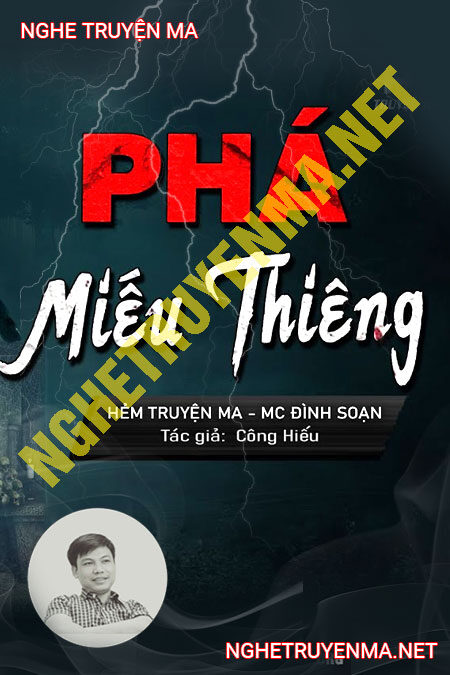 NGHE TRUYỆN MA
PHÁ
Miếu Thiêng
HẺM TRUYỆN MA - MC ĐÌNH SOẠN
Tác giả: Công Hiếu
NGHETRUYENMA.NET
NGHETRUYENMA.NET